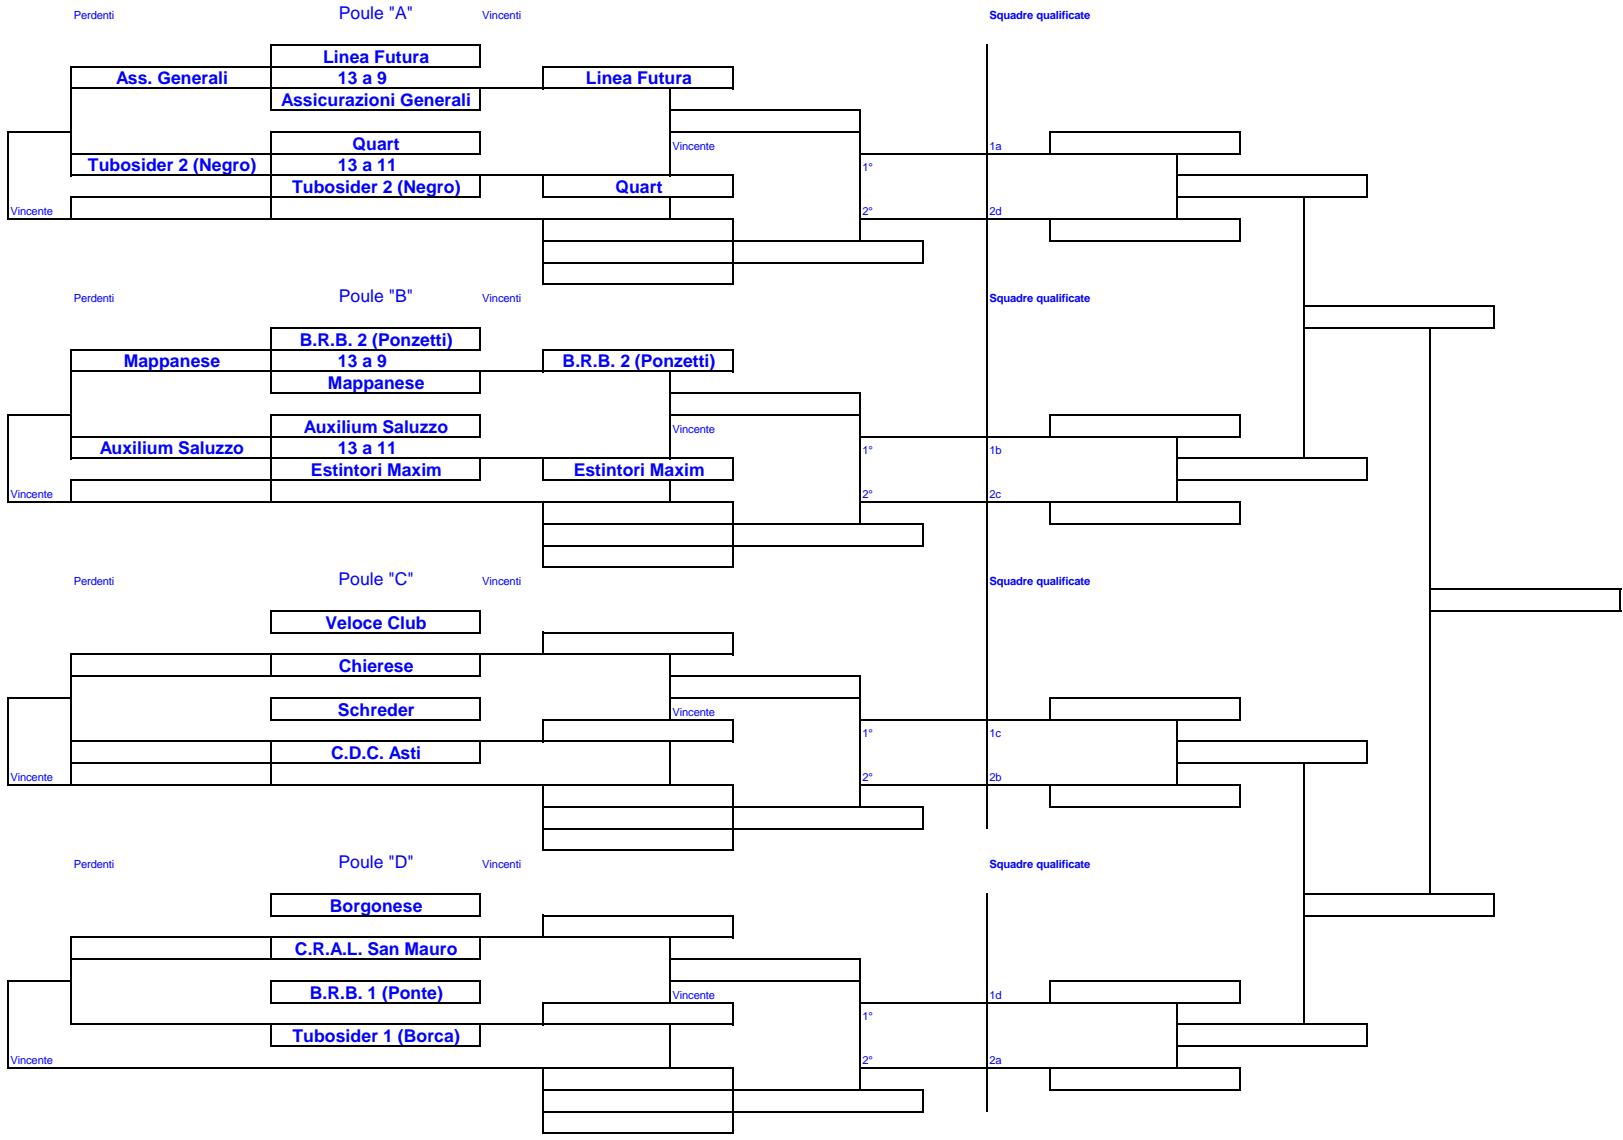 Perdenti Poule "A" Vincenti Squadre qualificate
Linea Futura
Ass. Generali 13 a 9 Linea Futura
Assicurazioni Generali
Quart Vincente 1a
Tubosider 2 (Negro) 13 a 11 1°
Tubosider 2 (Negro) Quart
Vincente 2° 2d
Perdenti Poule "B" Vincenti Squadre qualificate
B.R.B. 2 (Ponzetti)
Mappanese 13 a 9 B.R.B. 2 (Ponzetti)
Mappanese
Auxilium Saluzzo Vincente
Auxilium Saluzzo 13 a 11 1° 1b
Estintori Maxim Estintori Maxim
Vincente 2° 2c
Perdenti Poule "C" Vincenti Squadre qualificate
Veloce Club
Chierese
Schreder Vincente
1° 1c
C.D.C. Asti
Vincente 2° 2b
Perdenti Poule "D" Vincenti Squadre qualificate
Borgonese
C.R.A.L. San Mauro
B.R.B. 1 (Ponte) Vincente 1d
1°
Tubosider 1 (Borca)
Vincente 2° 2a